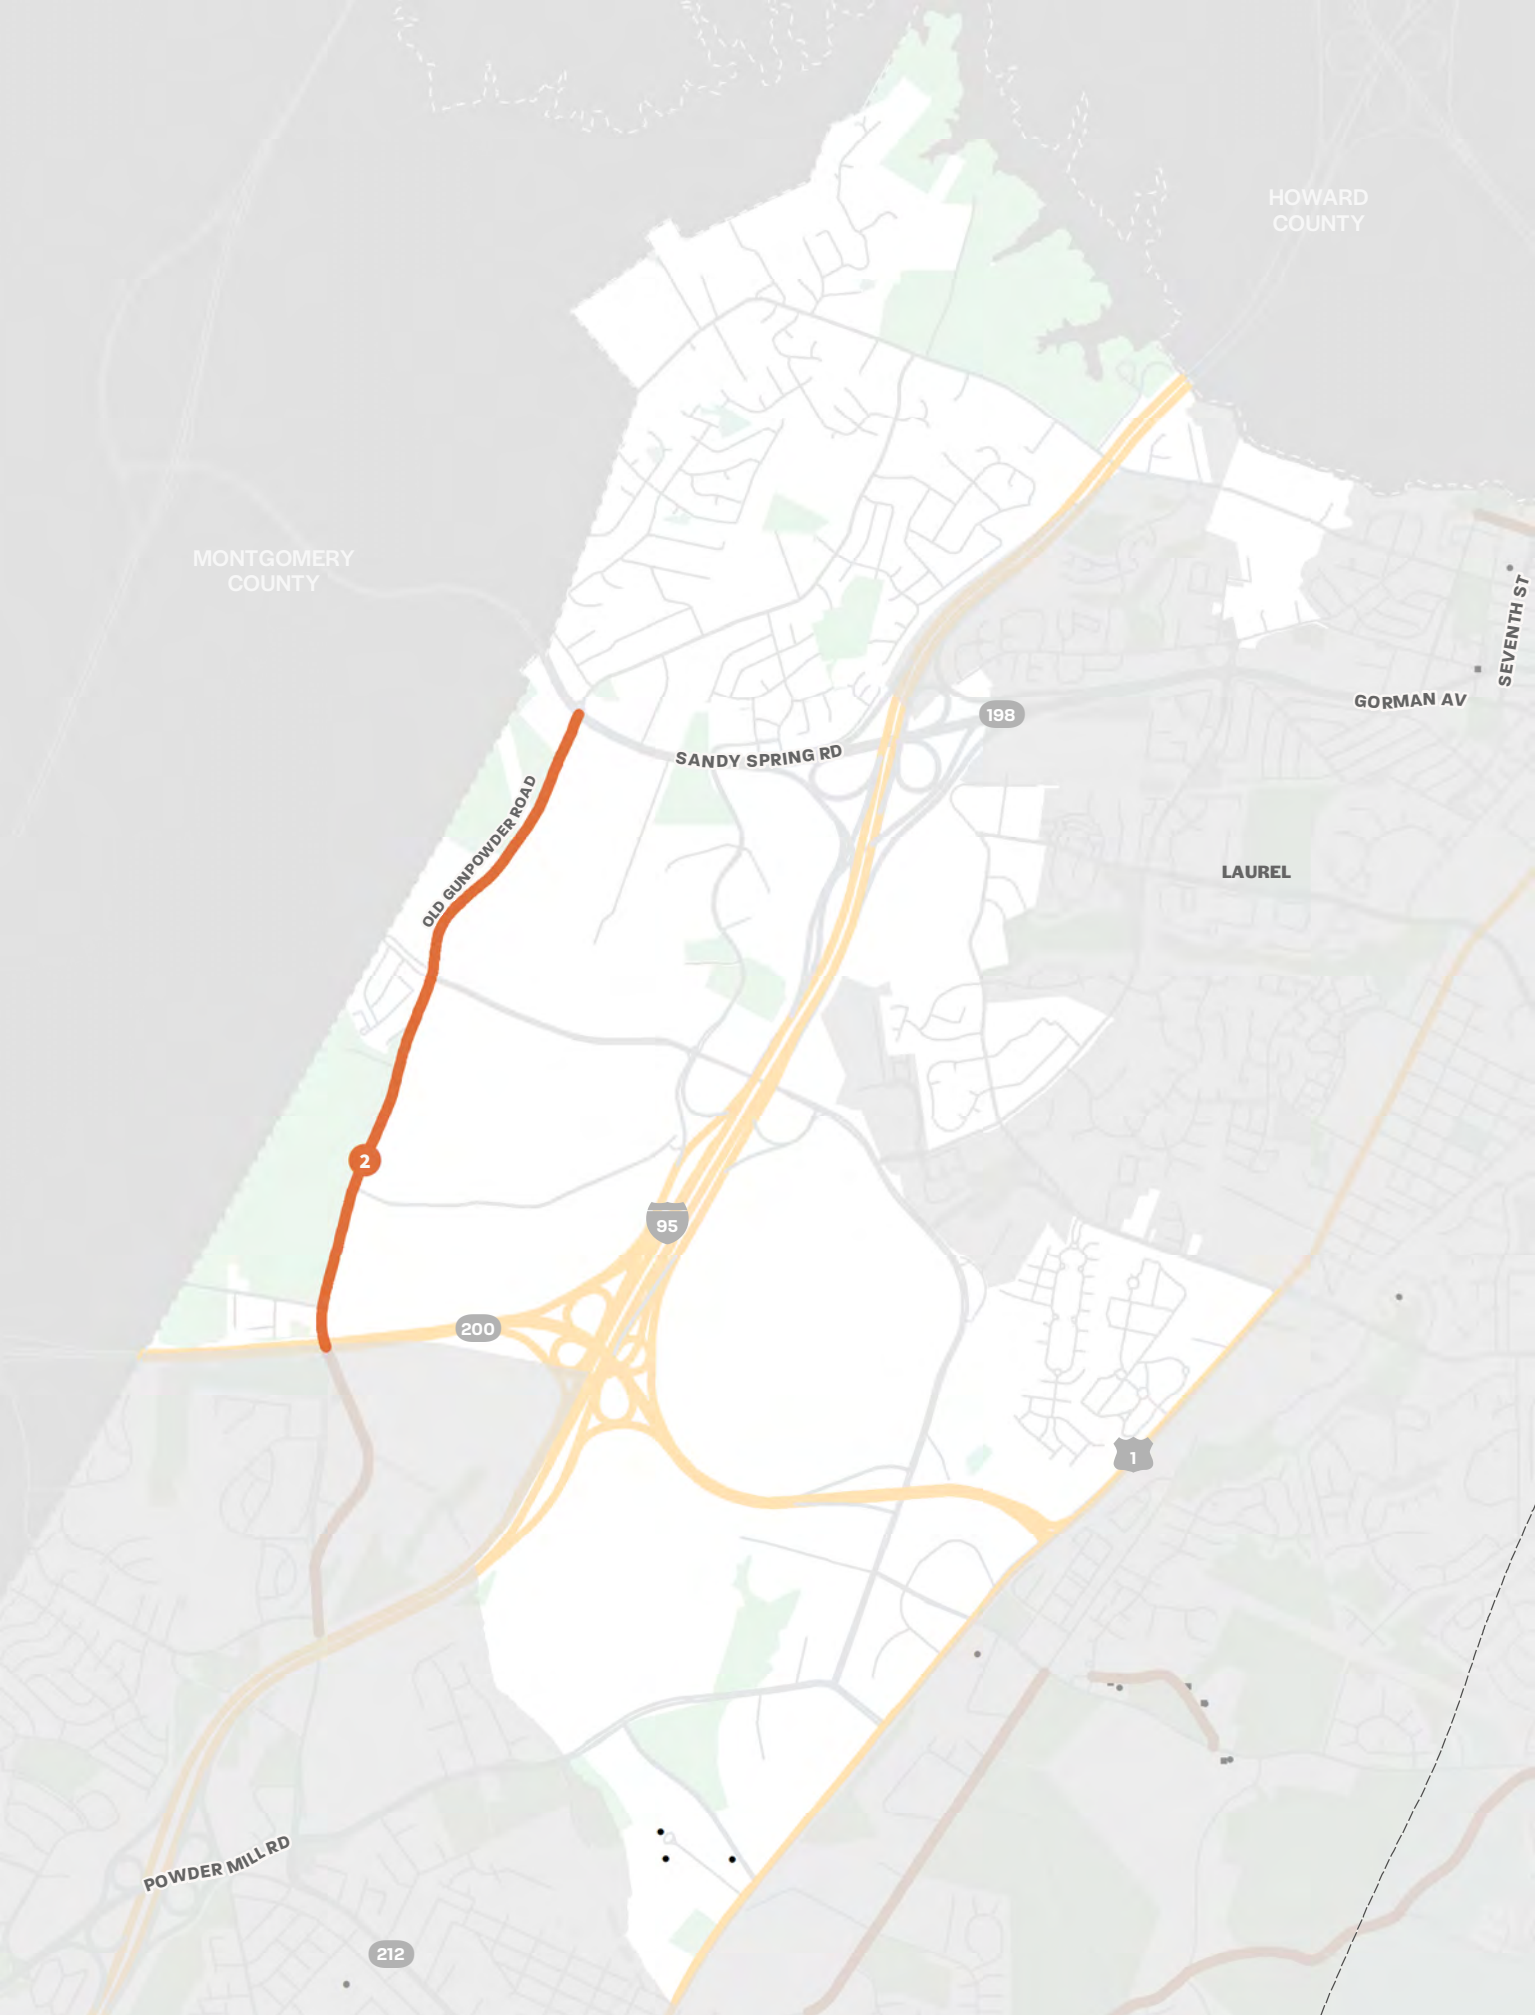 HOWARD
COUNTY
MONTGOMERY
COUNTY
SEVENTH ST
GORMAN AV
198
SANDY SPRING RD
OLD GUNPOWDER ROAD
LAUREL
2
95
200
1
POWDER MILL RD
212